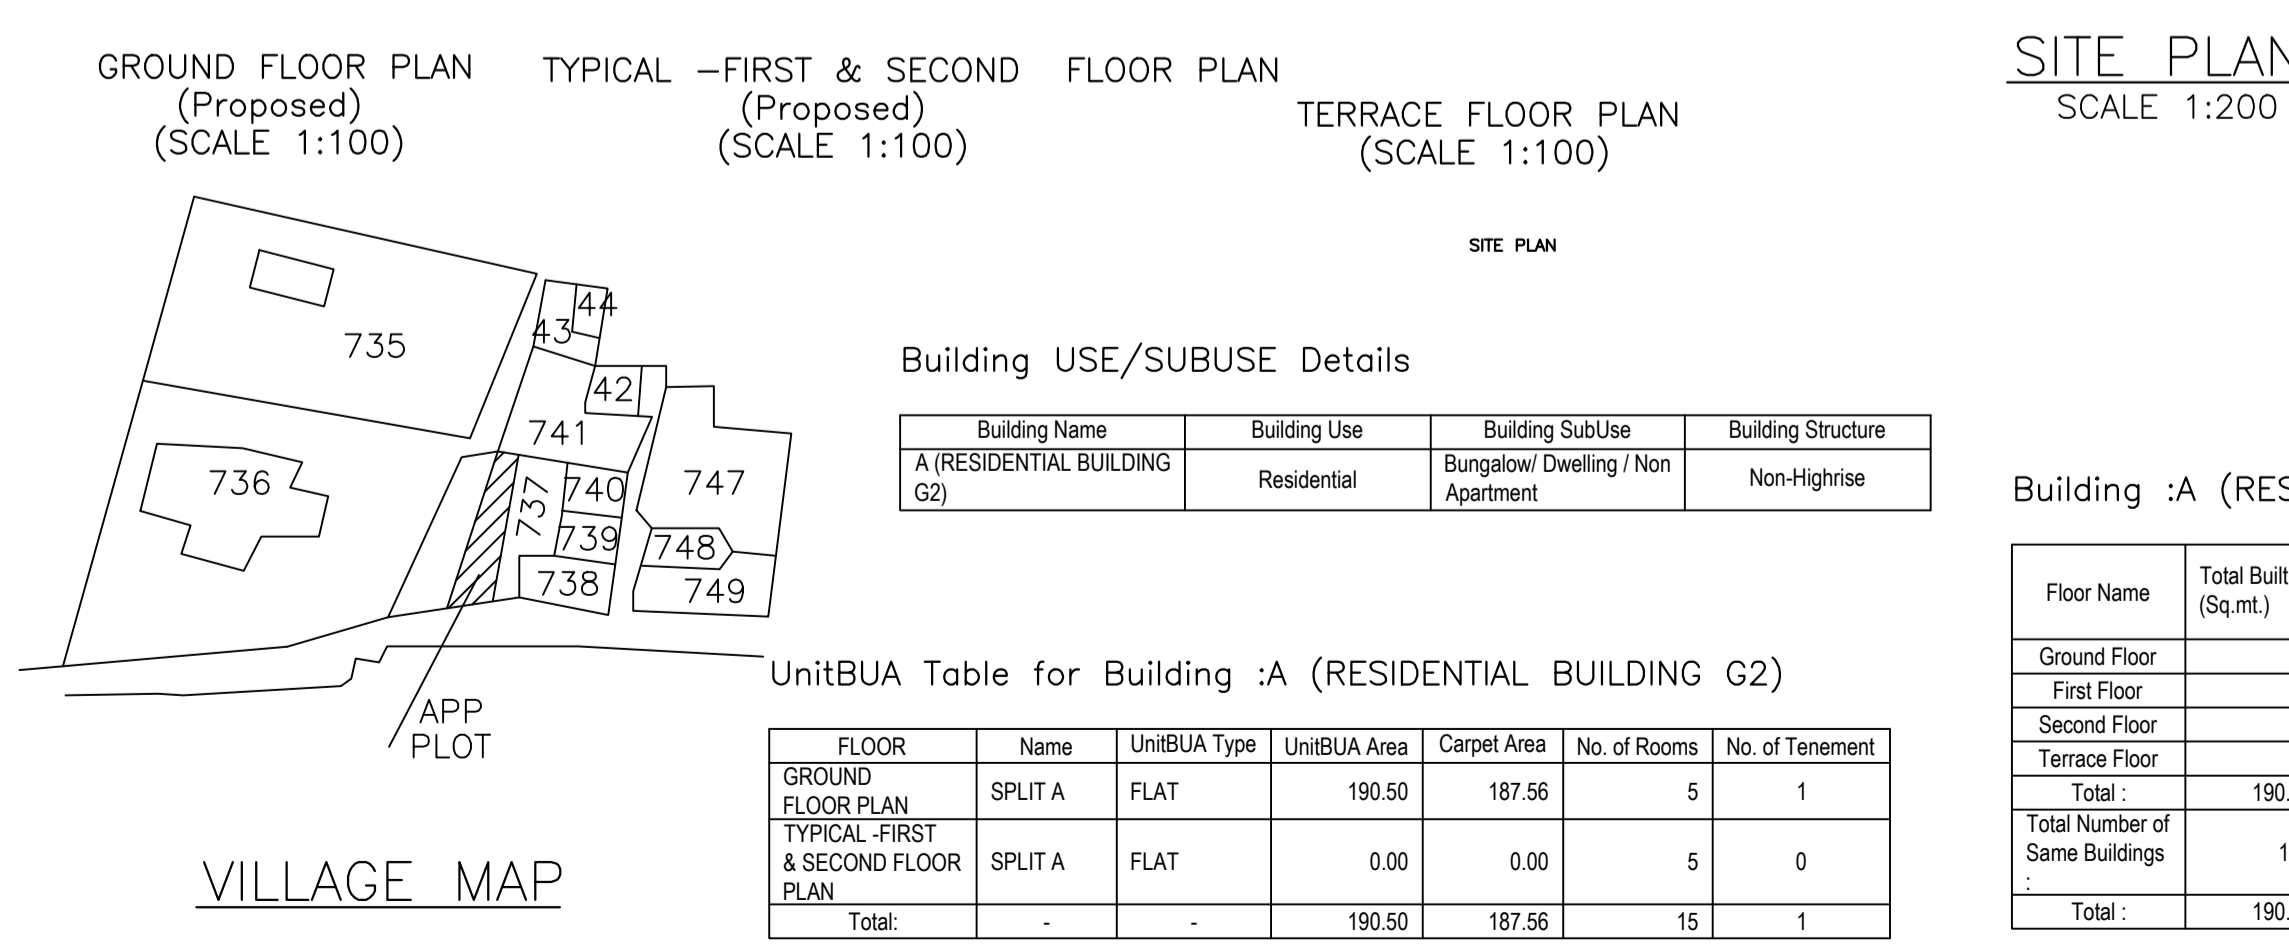 GROUND FLOOR PLAN
(Proposed)
(SCALE 1:100)
TYPICAL -FIRST & SECOND FLOOR PLAN
(Proposed)
(SCALE 1:100)
TERRACE FLOOR PLAN
(SCALE 1:100)
SITE PLAN
SCALE 1:200
SITE PLAN
735
736
43
44
42
741
737
740
739
738
747
748
749
APP
PLOT
VILLAGE MAP
Building USE/SUBUSE Details
Building Name Building Use Building SubUse Building Structure
A (RESIDENTIAL BUILDING
G2)
Residential
Bungalow/ Dwelling / Non
Apartment
Non-Highrise
UnitBUA Table for Building :A (RESIDENTIAL BUILDING G2)
FLOOR Name UnitBUA Type UnitBUA Area Carpet Area No. of Rooms No. of Tenement
GROUND
FLOOR PLAN
SPLIT A FLAT 190.50 187.56 5 1
TYPICAL -FIRST
& SECOND FLOOR
PLAN
SPLIT A FLAT 0.00 0.00 5 0
Total: - - 190.50 187.56 15 1
Building :A (RES
Floor Name
Total Built
(Sq.mt.)
Ground Floor
First Floor
Second Floor
Terrace Floor
Total : 190.
Total Number of
Same Buildings
:
1
Total : 190.